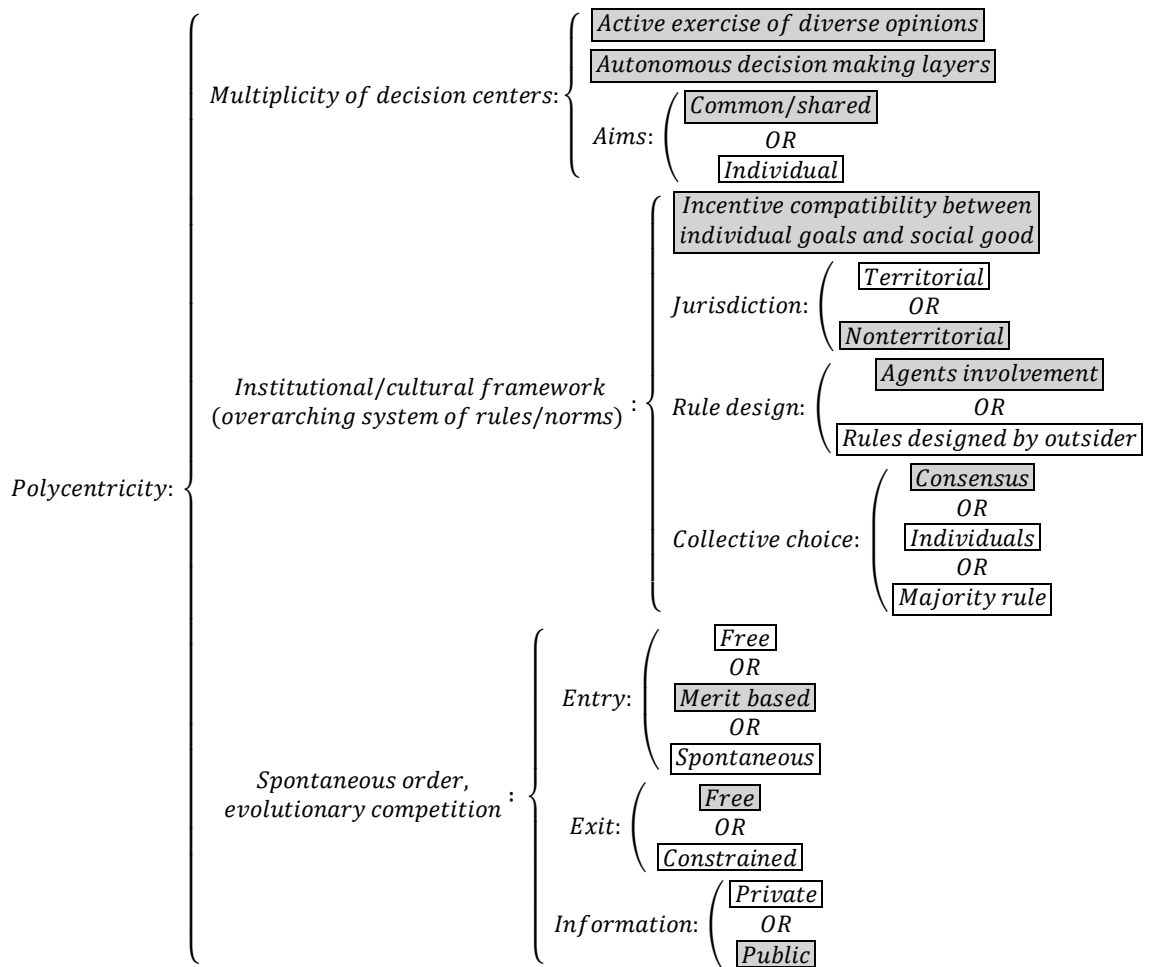 Active exercise of diverse opinions
Autonomous decision making layers
Multiplicity of decision centers:
Common/shared
Aims:
OR
Individual
Incentive compatibility between
individual goals and social good
Territorial
Jurisdiction:
OR
Nonterritorial
Institutional/cultural framework
(overarching system of rules/norms) :
Agents involvement
Rule design:
OR
Rules designed by outsider
Polycentricity:
Consensus
OR
Collective choice:
Individuals
OR
Majority rule
Free
OR
Entry:
Merit based
OR
Spontaneous
Spontaneous order,
evolutionary competition :
Free
Exit:
OR
Constrained
Private
Information:
OR
Public